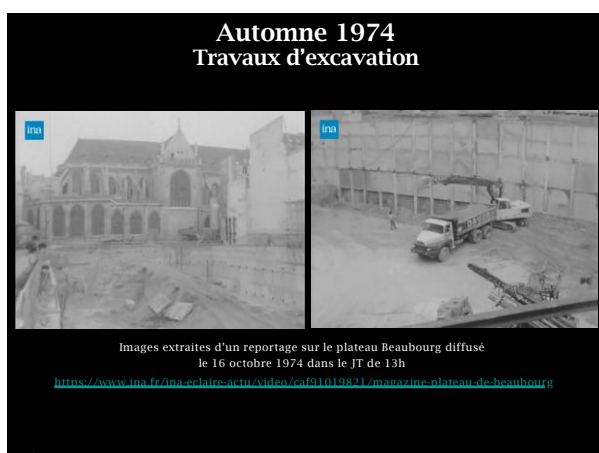 Automne 1974
Travaux d'excavation
ina
ina
Images extraites d'un reportage sur le plateau Beaubourg diffusé
le 16 octobre 1974 dans le JT de 13h
https://www.ina.fr/ina-eclaire-actu/video/caf91019821/magazine-plateau-de-beaubourg